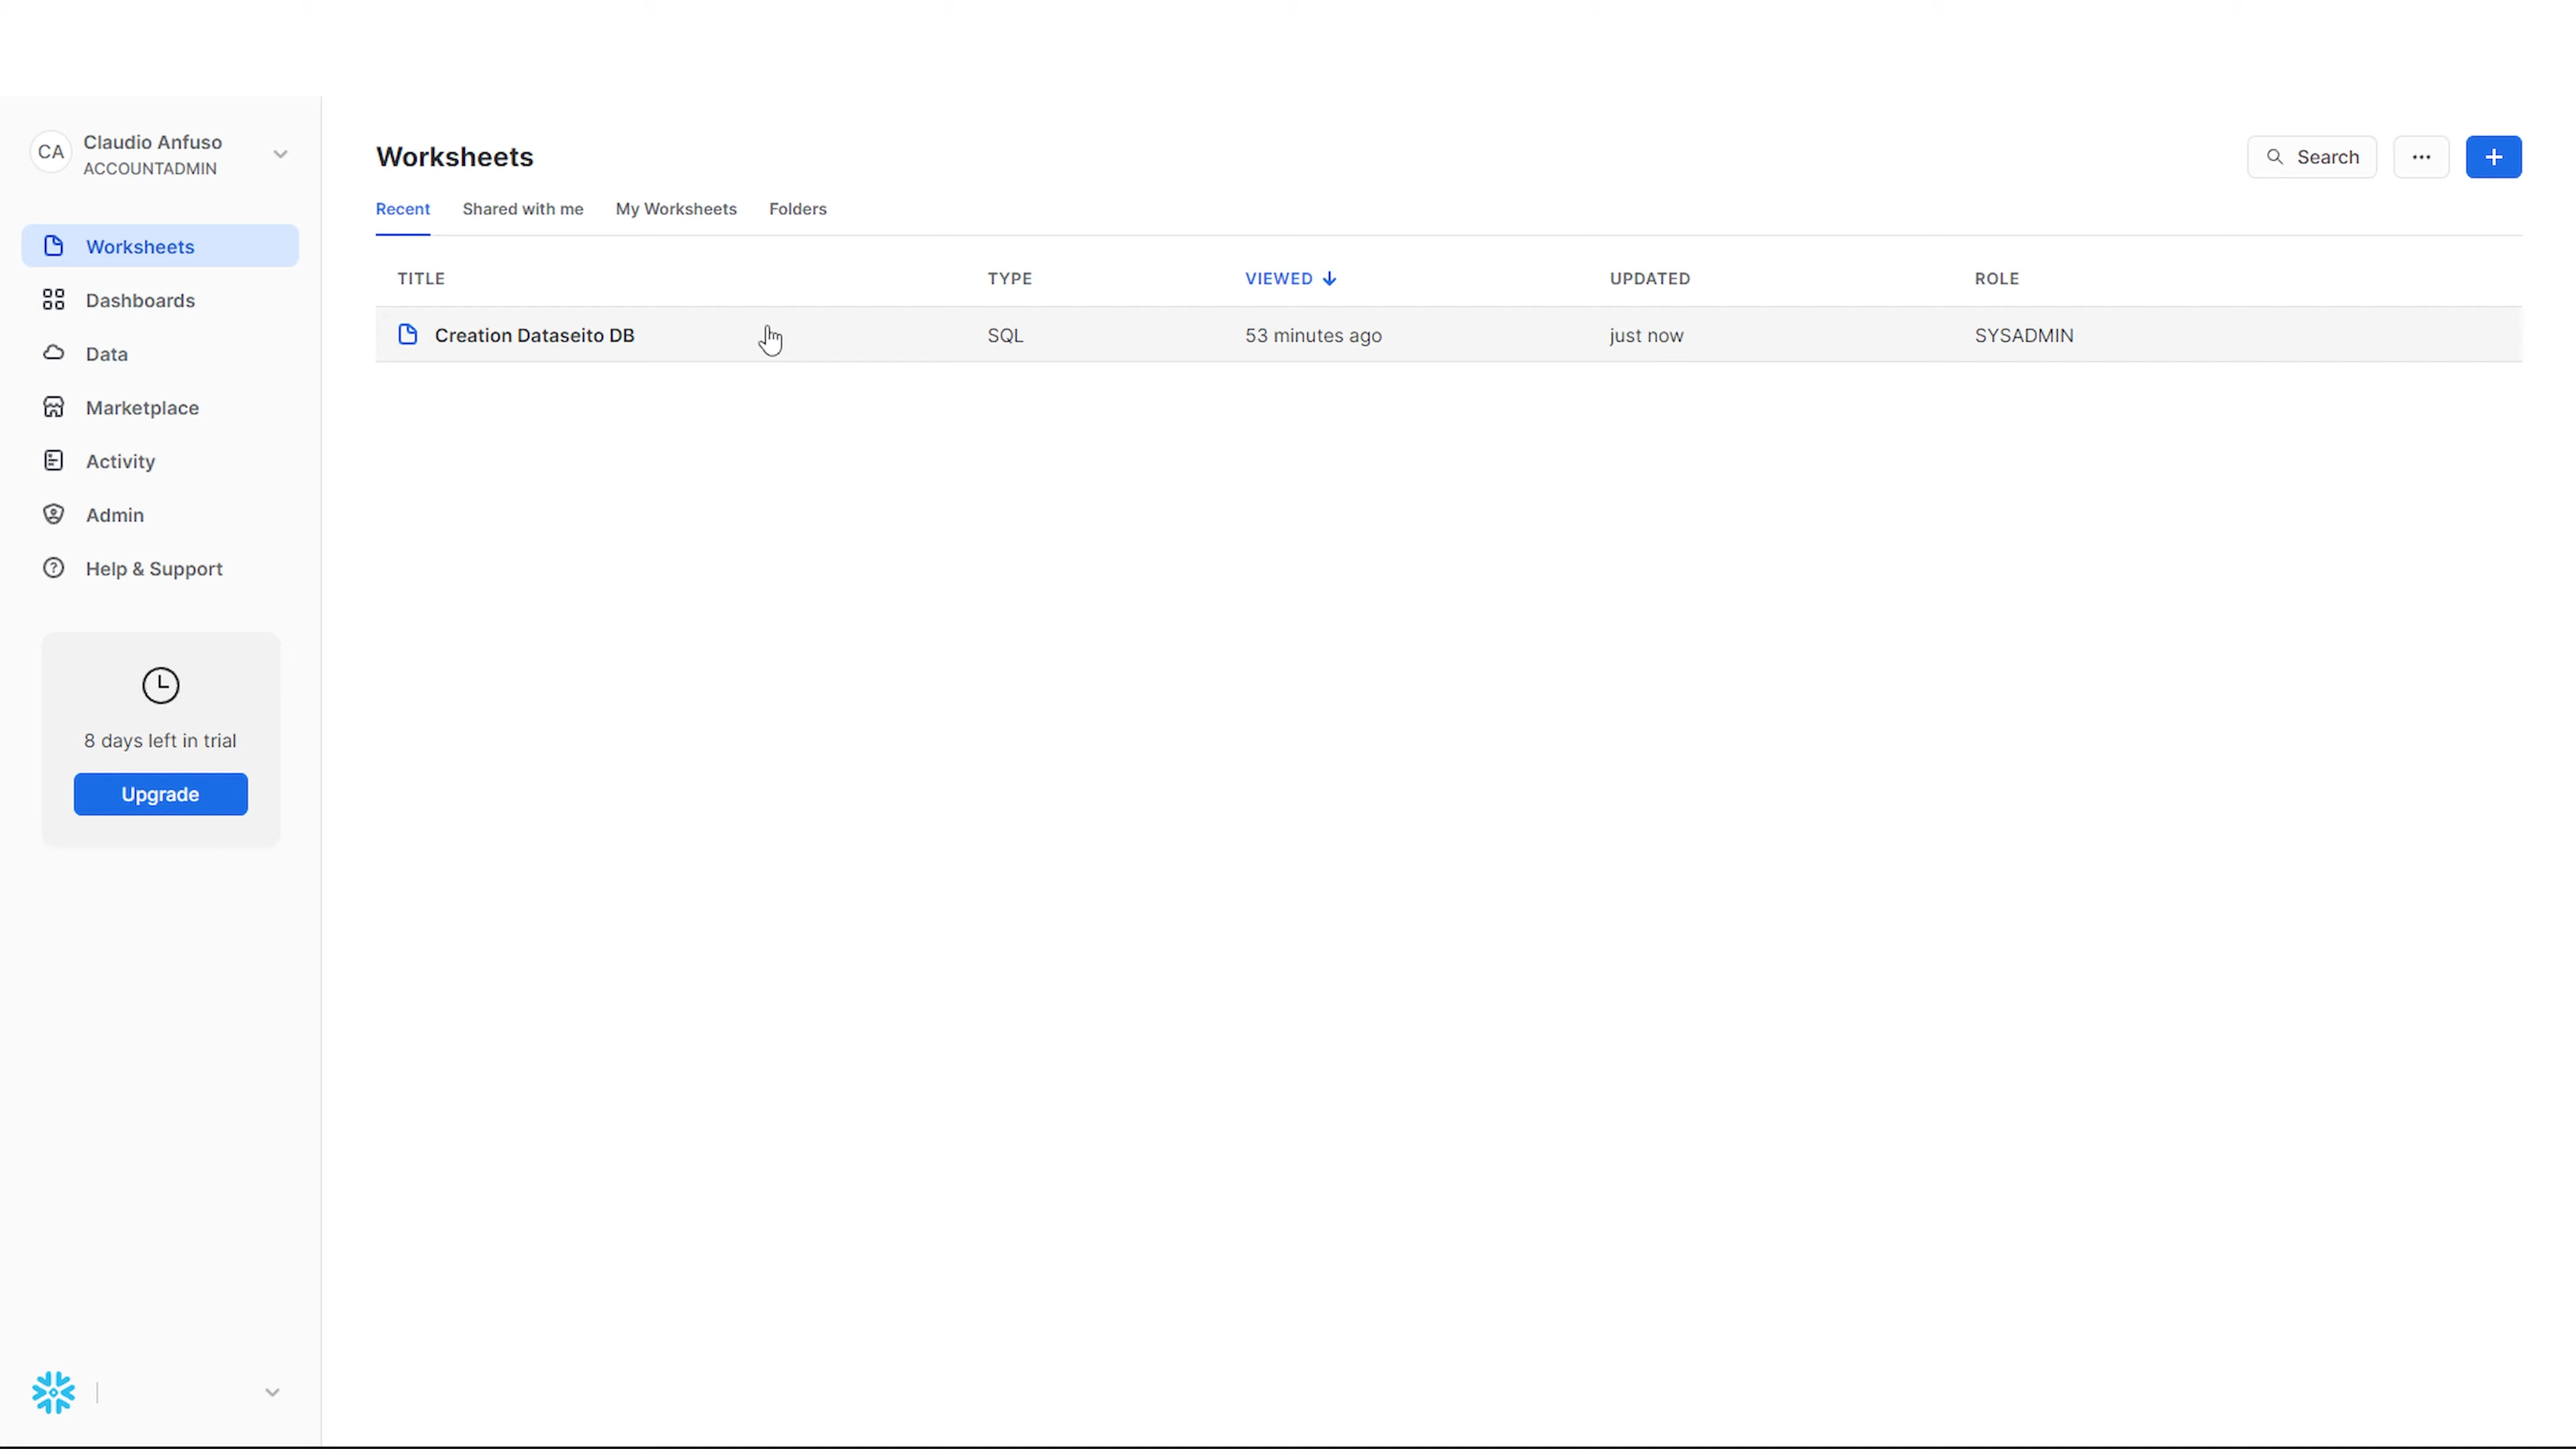 CA
Claudio Anfuso
ACCOUNTADMIN
Worksheets
Dashboards
Data
Marketplace
Activity
Admin
Help & Support
8 days left in trial
Upgrade
Worksheets
Search
Recent Shared with me My Worksheets Folders
TITLE TYPE VIEWED UPDATED ROLE
Creation Dataseito DB SQL 53 minutes ago just now SYSADMIN